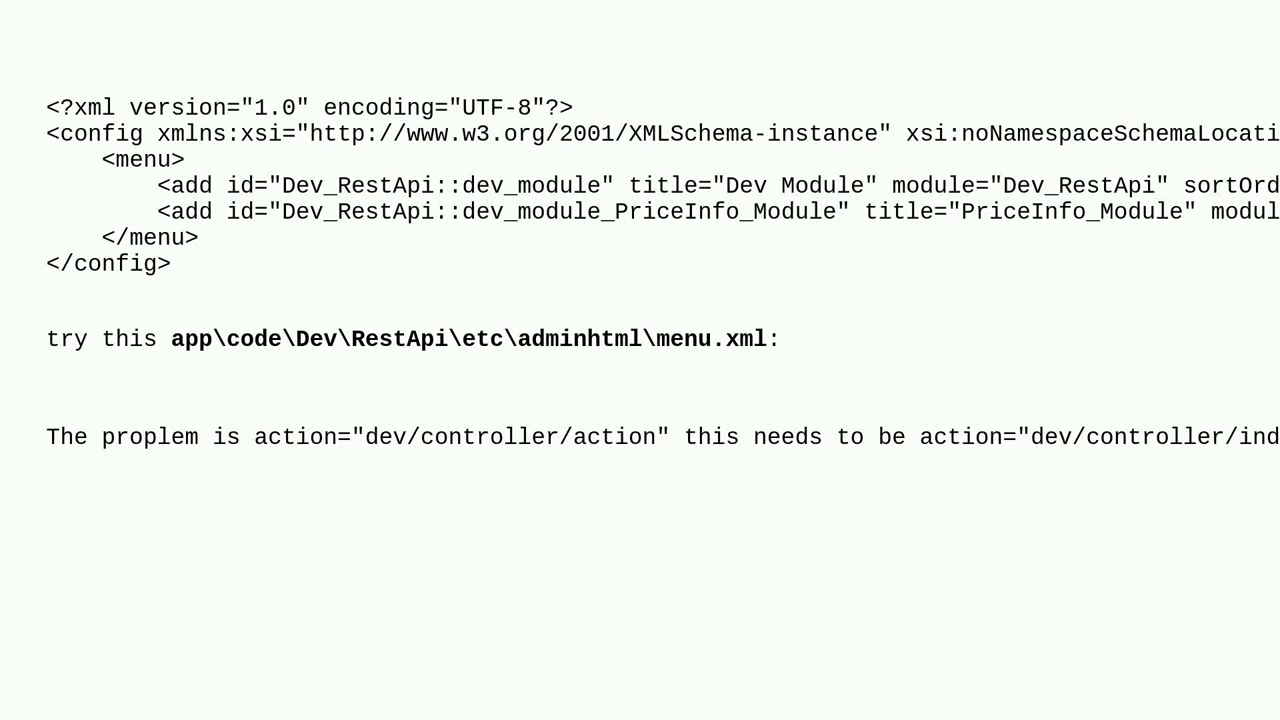 <?xml version="1.0" encoding="UTF-8"?>
<config xmlns:xsi="http://www.w3.org/2001/XMLSchema-instance" xsi:noNamespaceSchemaLocati
<menu>
<add id="Dev_RestApi::dev_module" title="Dev Module" module="Dev_RestApi" sortOrd
<add id="Dev_RestApi::dev_module_PriceInfo_Module" title="PriceInfo_Module" modul
</menu>
</config>
try this app\code\Dev\RestApi\etc\adminhtml\menu.xml:
The proplem is action="dev/controller/action" this needs to be action="dev/controller/ind